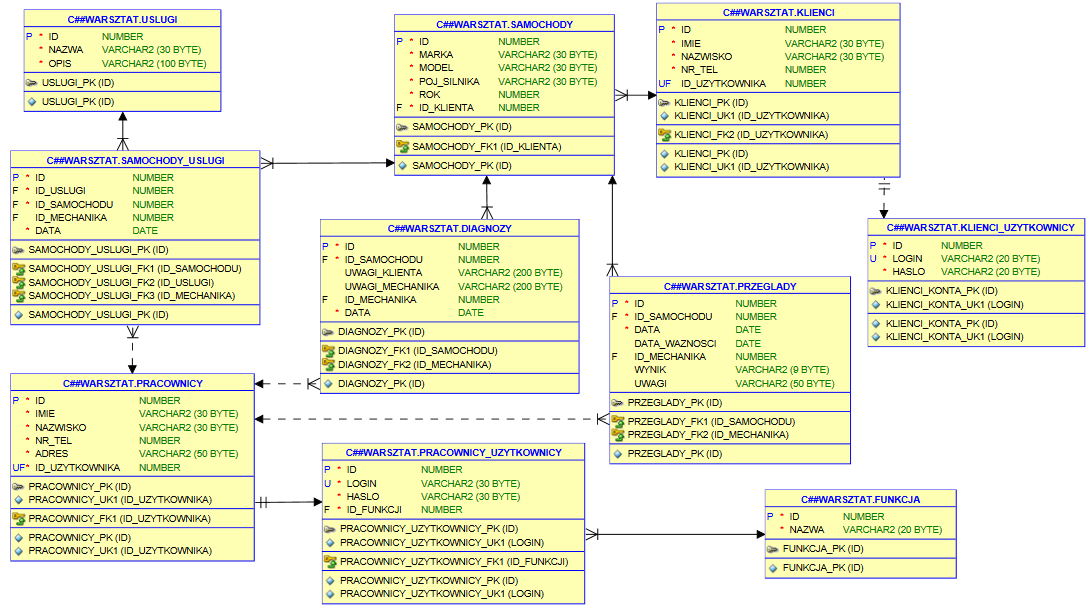 C##WARSZTAT.USLUGI
P * ID NUMBER
* NAZWA VARCHAR2 (30 BYTE)
* OPIS VARCHAR2 (100 BYTE)
USLUGI_PK (ID)
USLUGI_PK (ID)
C##WARSZTAT.SAMOCHODY
P * ID NUMBER
* MARKA VARCHAR2 (30 BYTE)
* MODEL VARCHAR2 (30 BYTE)
* POJ_SILNIKA VARCHAR2 (30 BYTE)
* ROK NUMBER
F * ID_KLIENTA NUMBER
SAMOCHODY_PK (ID)
SAMOCHODY_FK1 (ID_KLIENTA)
SAMOCHODY_PK (ID)
C##WARSZTAT.KLIENCI
P * ID NUMBER
* IMIE VARCHAR2 (30 BYTE)
* NAZWISKO VARCHAR2 (30 BYTE)
* NR_TEL NUMBER
UF ID_UZYTKOWNIKA NUMBER
KLIENCI_PK (ID)
KLIENCI_UK1 (ID_UZYTKOWNIKA)
KLIENCI_FK2 (ID_UZYTKOWNIKA)
KLIENCI_PK (ID)
KLIENCI_UK1 (ID_UZYTKOWNIKA)
C##WARSZTAT.SAMOCHODY_USLUGI
P * ID NUMBER
F * ID_USLUGI NUMBER
F * ID_SAMOCHODU NUMBER
F ID_MECHANIKA NUMBER
* DATA DATE
SAMOCHODY_USLUGI_PK (ID)
SAMOCHODY_USLUGI_FK1 (ID_SAMOCHODU)
SAMOCHODY_USLUGI_FK2 (ID_USLUGI)
SAMOCHODY_USLUGI_FK3 (ID_MECHANIKA)
SAMOCHODY_USLUGI_PK (ID)
C##WARSZTAT.DIAGNOZY
P * ID NUMBER
F * ID_SAMOCHODU NUMBER
UWAGI_KLIENTA VARCHAR2 (200 BYTE)
UWAGI_MECHANIKA VARCHAR2 (200 BYTE)
F ID_MECHANIKA NUMBER
* DATA DATE
DIAGNOZY_PK (ID)
DIAGNOZY_FK1 (ID_SAMOCHODU)
DIAGNOZY_FK2 (ID_MECHANIKA)
DIAGNOZY_PK (ID)
C##WARSZTAT.KLIENCI_UZYTKOWNICY
P * ID NUMBER
U * LOGIN VARCHAR2 (20 BYTE)
* HASLO VARCHAR2 (20 BYTE)
KLIENCI_KONTA_PK (ID)
KLIENCI_KONTA_UK1 (LOGIN)
KLIENCI_KONTA_PK (ID)
KLIENCI_KONTA_UK1 (LOGIN)
C##WARSZTAT.PRZEGLADY
P * ID NUMBER
F * ID_SAMOCHODU NUMBER
* DATA DATE
DATA_WAZNOSCI DATE
F ID_MECHANIKA NUMBER
WYNIK VARCHAR2 (9 BYTE)
UWAGI VARCHAR2 (50 BYTE)
PRZEGLADY_PK (ID)
PRZEGLADY_FK1 (ID_SAMOCHODU)
PRZEGLADY_FK2 (ID_MECHANIKA)
PRZEGLADY_PK (ID)
C##WARSZTAT.PRACOWNICY
P * ID NUMBER
* IMIE VARCHAR2 (30 BYTE)
* NAZWISKO VARCHAR2 (30 BYTE)
* NR_TEL NUMBER
* ADRES VARCHAR2 (50 BYTE)
UF * ID_UZYTKOWNIKA NUMBER
PRACOWNICY_PK (ID)
PRACOWNICY_UK1 (ID_UZYTKOWNIKA)
PRACOWNICY_FK1 (ID_UZYTKOWNIKA)
PRACOWNICY_PK (ID)
PRACOWNICY_UK1 (ID_UZYTKOWNIKA)
C##WARSZTAT.PRACOWNICY_UZYTKOWNICY
P * ID NUMBER
U * LOGIN VARCHAR2 (30 BYTE)
* HASLO VARCHAR2 (30 BYTE)
F * ID_FUNKCJI NUMBER
PRACOWNICY_UZYTKOWNICY_PK (ID)
PRACOWNICY_UZYTKOWNICY_UK1 (LOGIN)
PRACOWNICY_UZYTKOWNICY_FK1 (ID_FUNKCJI)
PRACOWNICY_UZYTKOWNICY_PK (ID)
PRACOWNICY_UZYTKOWNICY_UK1 (LOGIN)
C##WARSZTAT.FUNKCJA
P * ID NUMBER
* NAZWA VARCHAR2 (20 BYTE)
FUNKCJA_PK (ID)
FUNKCJA_PK (ID)